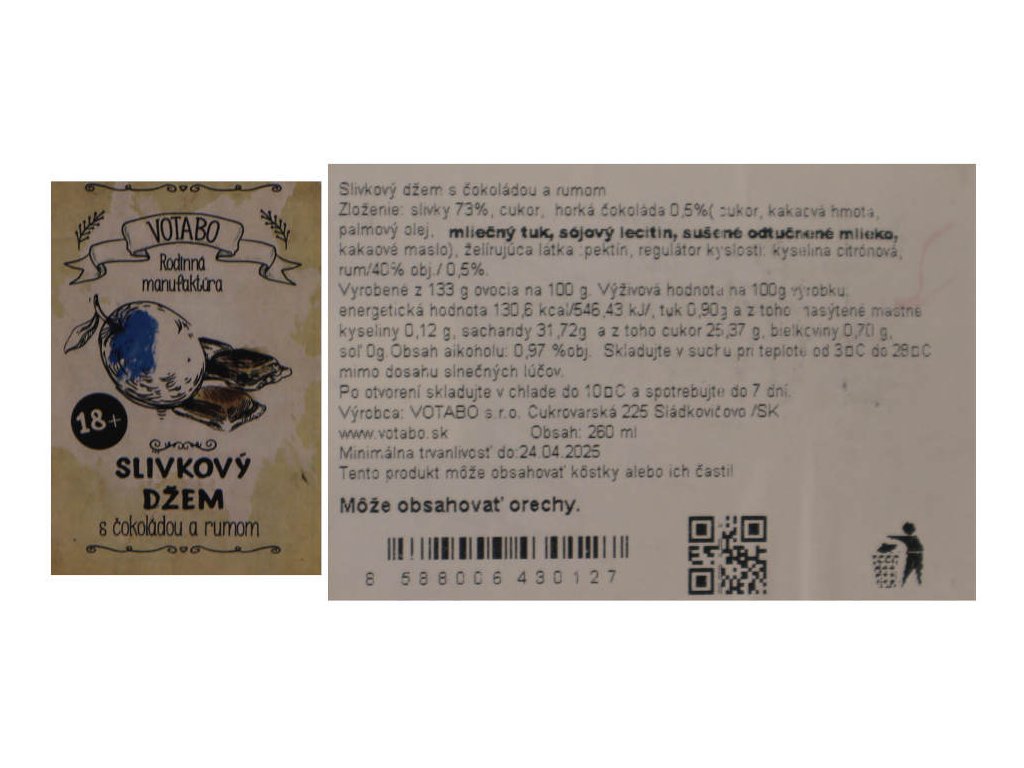 VOTABO
Rodinná
manufaktúra
18+
SLIVKOVÝ
DŽEM
s čokoládou a rumom
Slivkový džem s čokoládou a rumom
Zloženie: slivky 73%, cukor, horká čokoláda 0,5%( cukor, kakaová hmota,
palmový olej, mliečný tuk, sójový lecitín, sušené odtučnené mlieko,
kakaové maslo), želírujúca látka :pektín, regulátor kyslosti: kyselina citrónová,
rum/40% obj./ 0,5%.
Vyrobené z 133 g ovocia na 100 g. Výživová hodnota na 100g výrobku:
energetická hodnota 130,6 kcal/546,43 kJ/, tuk 0,90g a z toho nasýtené mastné
kyseliny 0,12 g, sacharidy 31,72g a z toho cukor 25,37 g, bielkoviny 0,70 g,
soľ 0g.Obsah alkoholu: 0,97 %obj. Skladujte v suchu pri teplote od 3□C do 28□C
mimo dosahu slnečných lúčov.
Po otvorení skladujte v chlade do 10□C a spotrebujte do 7 dní.
Výrobca: VOTABO s.r.o. Cukrovarská 225 Sládkovičovo /SK
www.votabo.sk Obsah: 260 ml
Minimálna trvanlivosť do:24.04.2025
Tento produkt môže obsahovať kôstky alebo ich časti!
Môže obsahovať orechy.
8 588006 430127